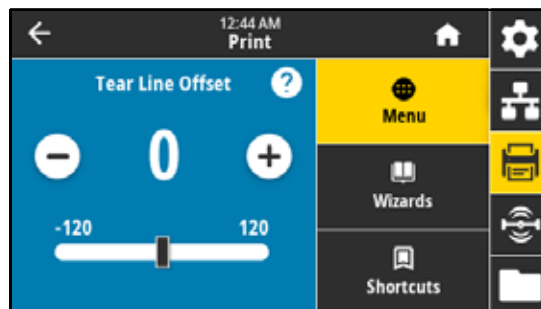 12:44 AM
Print
Tear Line Offset ?
- 0 +
-120 120
Menu
Wizards
Shortcuts